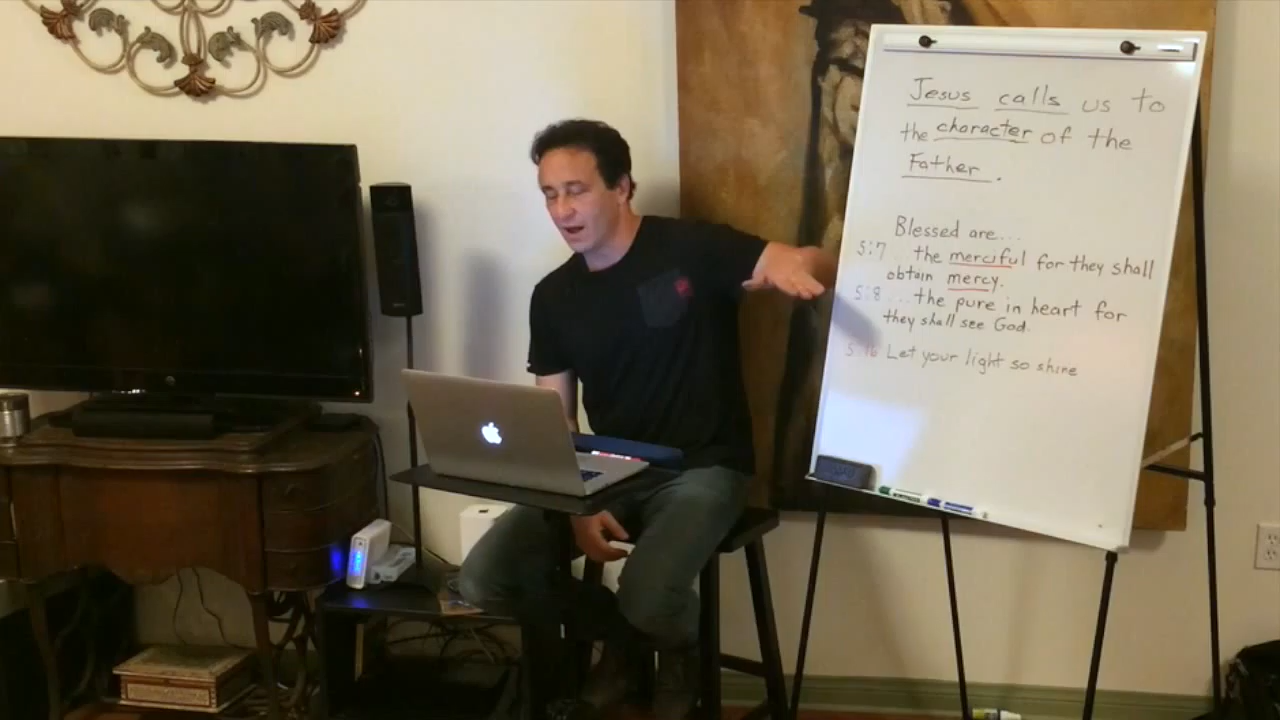 Jesus calls us to
the character of the
Father.
Blessed are...
5:7 ... the merciful for they shall
obtain mercy.
5:8 ... the pure in heart for
they shall see God.
5:16 Let your light so shine